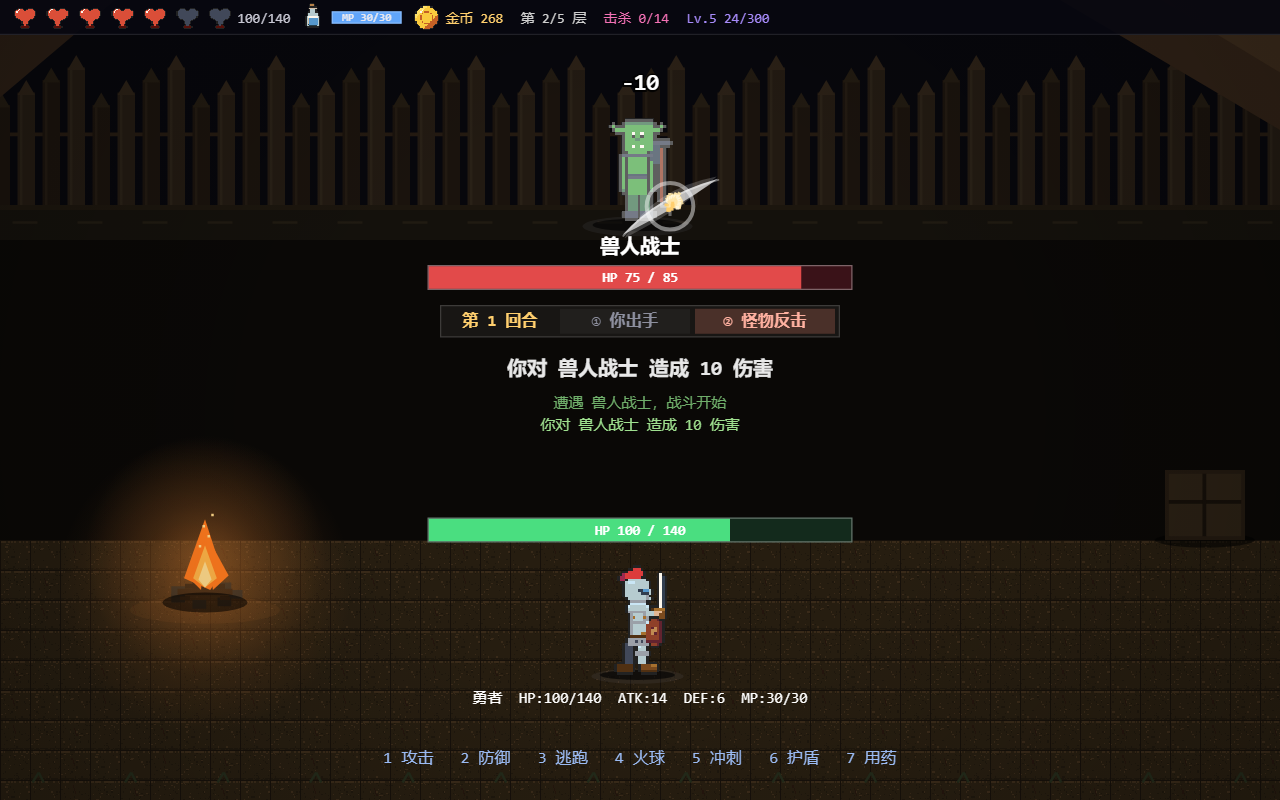 100/140 MP 30/30 金币 268 第 2/5 层 击杀 0/14 Lv.5 24/300
-10
兽人战士
HP 75 / 85
第 1 回合 ① 你出手 ② 怪物反击
你对 兽人战士 造成 10 伤害
遭遇 兽人战士, 战斗开始
你对 兽人战士 造成 10 伤害
HP 100 / 140
勇者 HP:100/140 ATK:14 DEF:6 MP:30/30
1 攻击 2 防御 3 逃跑 4 火球 5 冲刺 6 护盾 7 用药